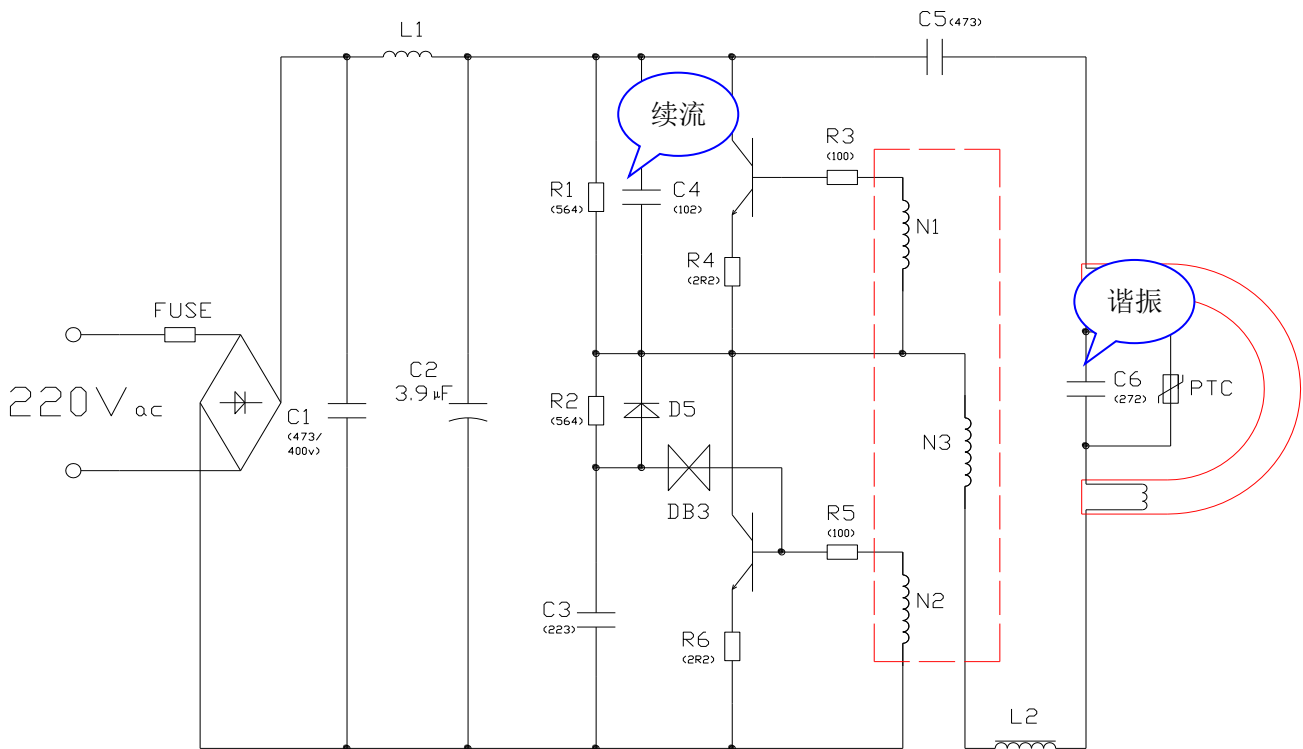 C5(473)
L1
续流
R3
(100)
R1
(564)
C4
(102)
N1
R4
(2R2)
FUSE
谐振
220V ac
C2
3.9μF
C1
(473/
400v)
R2
(564)
D5
C6
(272)
PTC
N3
DB3
R5
(100)
C3
(223)
N2
R6
(2R2)
L2